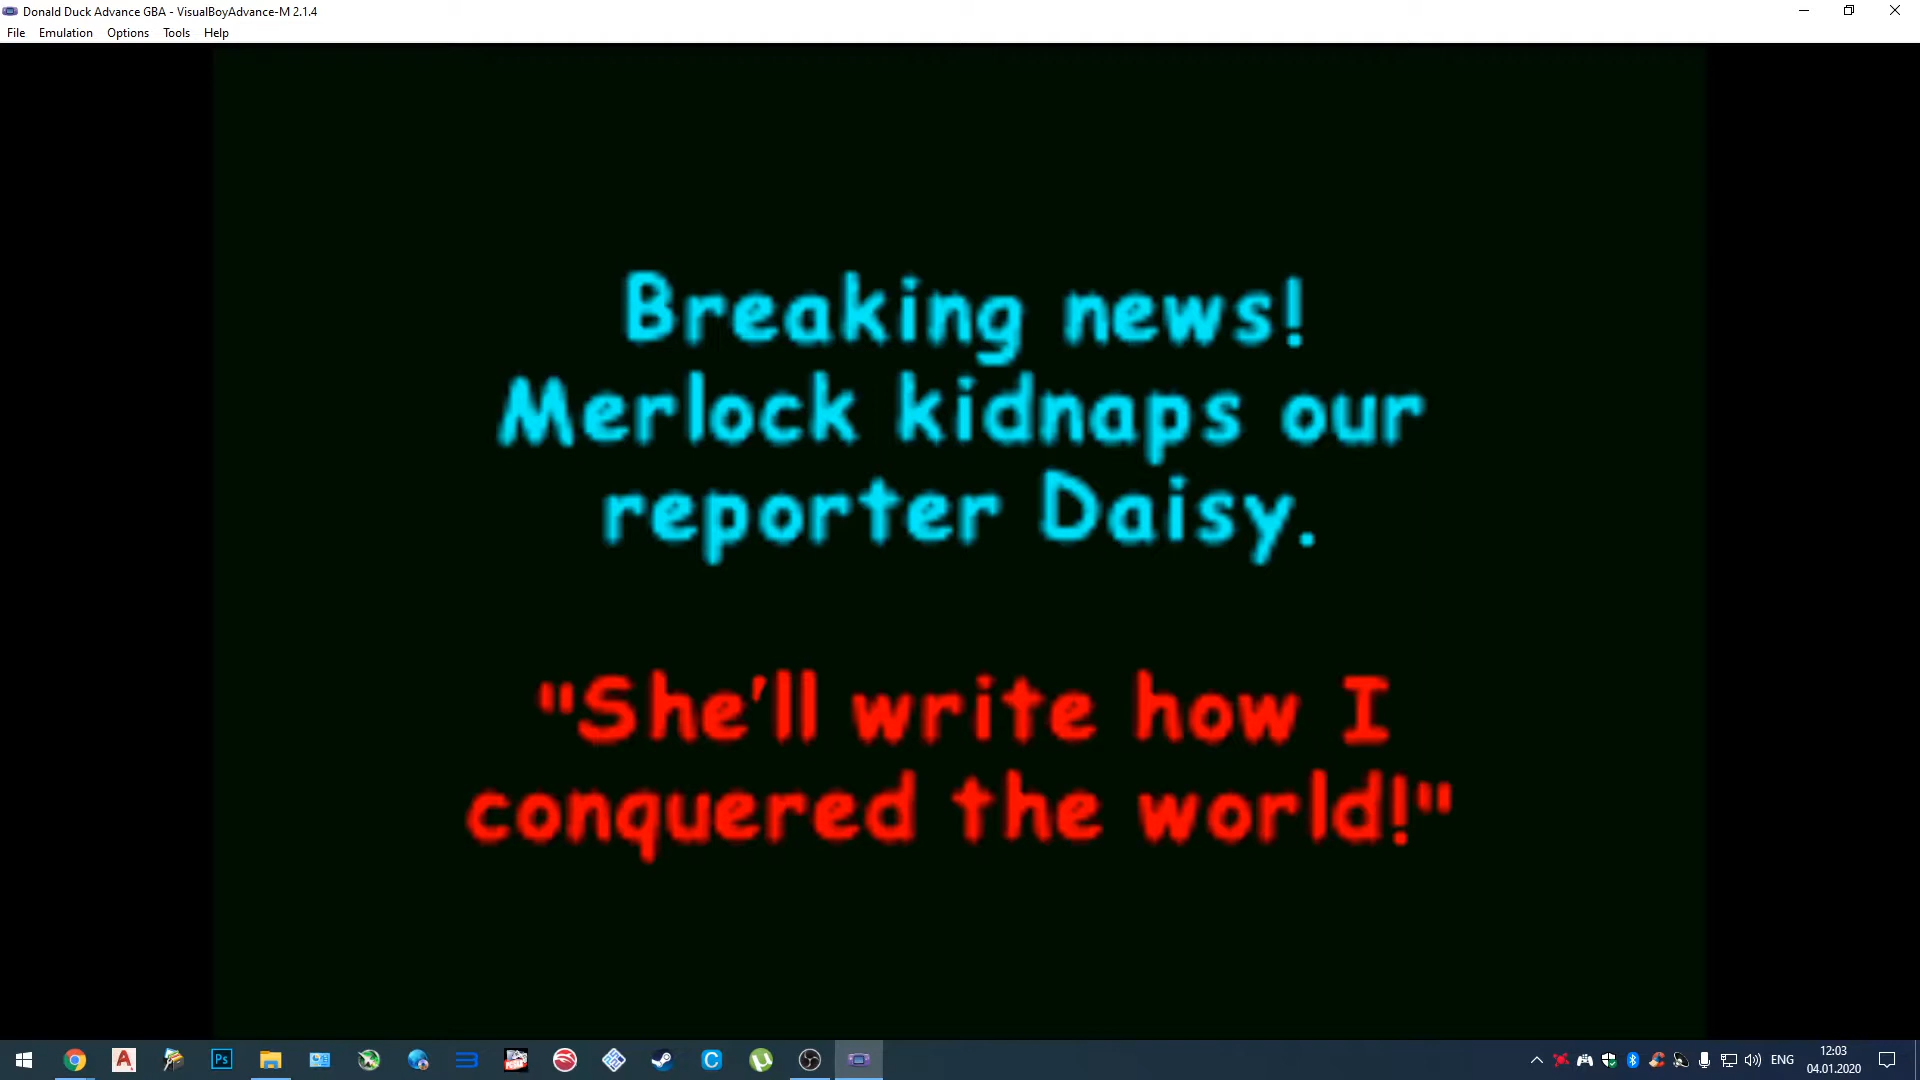 Donald Duck Advance GBA - VisualBoyAdvance-M 2.1.4
File Emulation Options Tools Help
Breaking news!
Merlock kidnaps our
reporter Daisy.
"She'll write how I
conquered the world!"
A Ps C ENG
12:03
04.01.2020